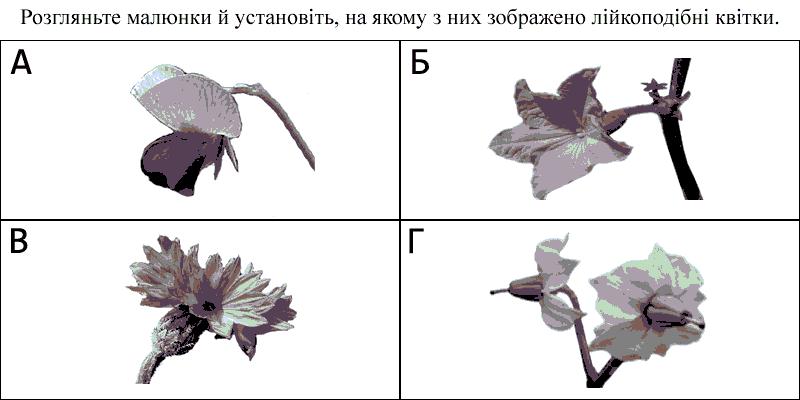 Розгляньте малюнки й установіть, на якому з них зображено лійкоподібні квітки.
А
Б
В
Г